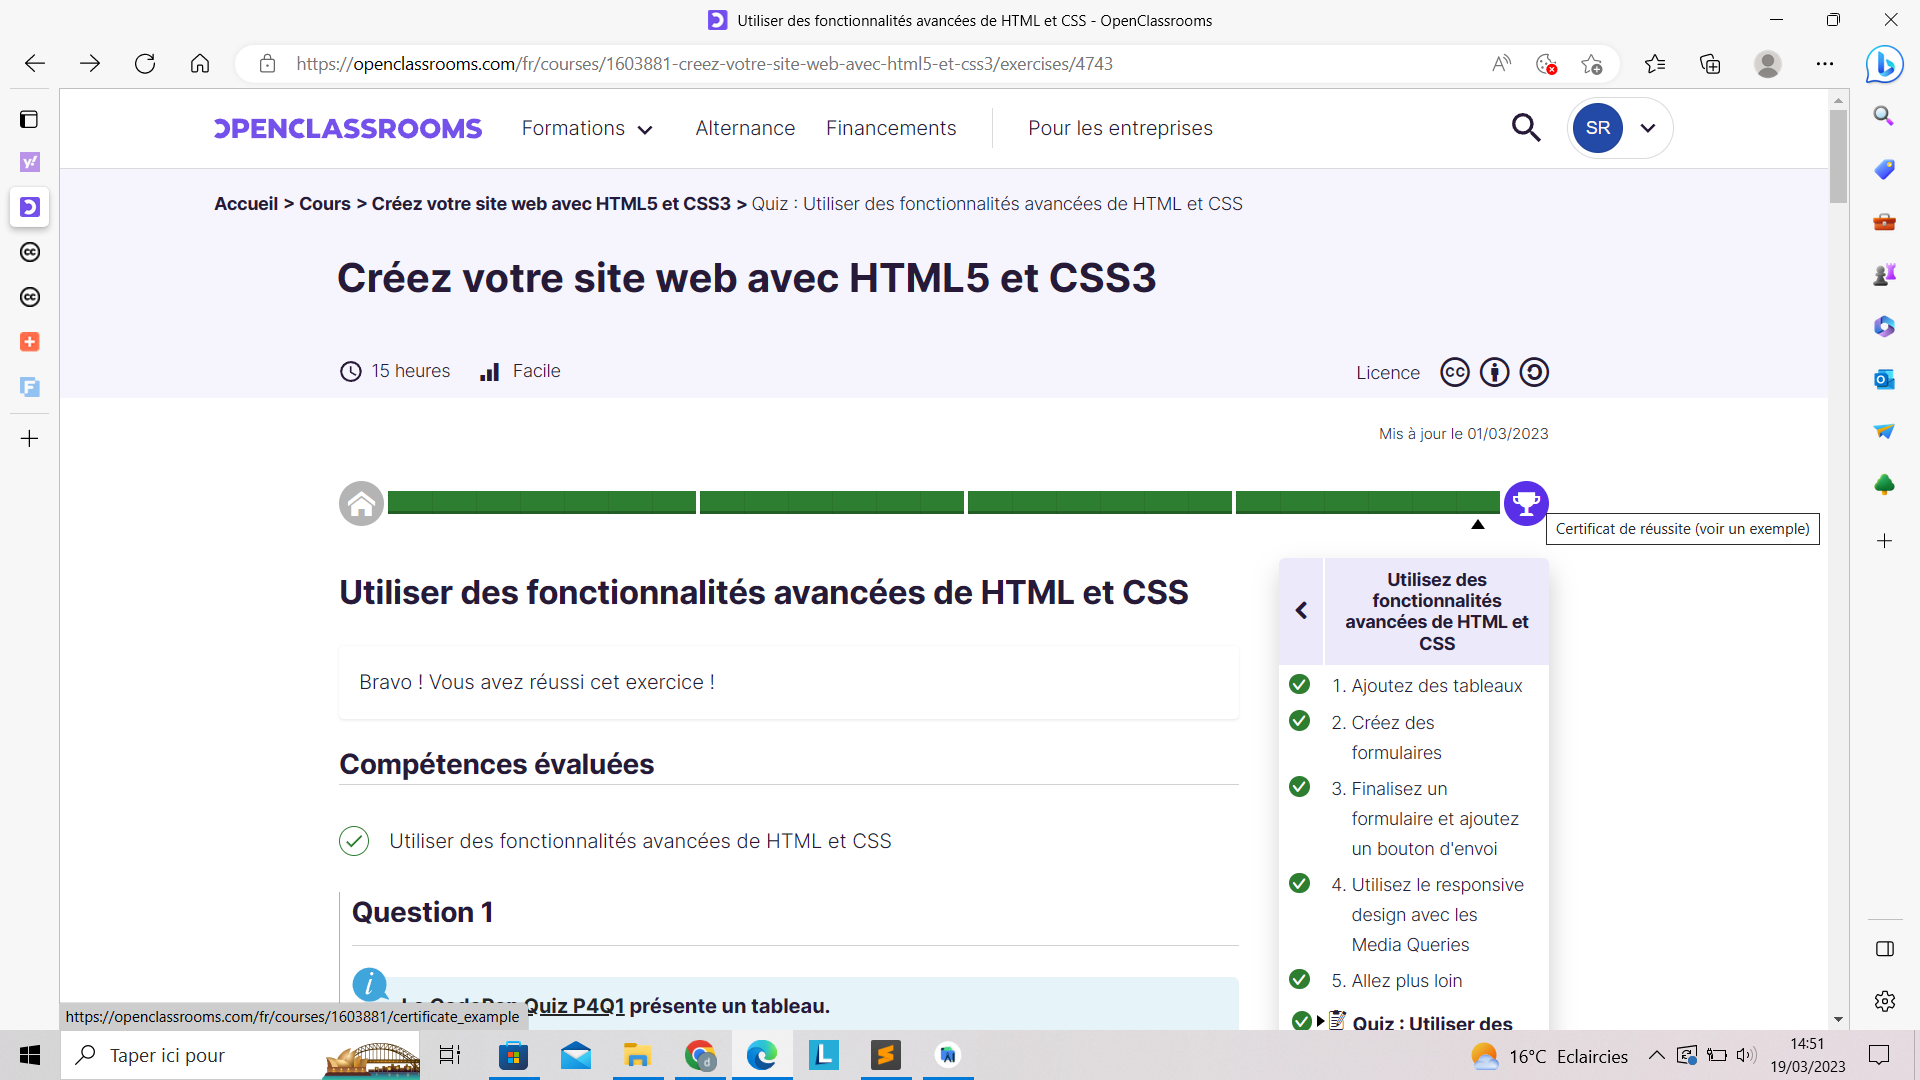 Utiliser des fonctionnalités avancées de HTML et CSS - OpenClassrooms
https://openclassrooms.com/fr/courses/1603881-creez-votre-site-web-avec-html5-et-css3/exercises/4743
OPENCLASSROOMS
Formations
Alternance
Financements
Pour les entreprises
SR
Accueil > Cours > Créez votre site web avec HTML5 et CSS3 > Quiz : Utiliser des fonctionnalités avancées de HTML et CSS
Créez votre site web avec HTML5 et CSS3
15 heures
Facile
Licence
Mis à jour le 01/03/2023
Certificat de réussite (voir un exemple)
Utiliser des fonctionnalités avancées de HTML et CSS
Bravo ! Vous avez réussi cet exercice !
Compétences évaluées
Utiliser des fonctionnalités avancées de HTML et CSS
Question 1
Quiz P4Q1 présente un tableau.
Utilisez des
fonctionnalités
avancées de HTML et
CSS
1. Ajoutez des tableaux
2. Créez des
formulaires
3. Finalisez un
formulaire et ajoutez
un bouton d'envoi
4. Utilisez le responsive
design avec les
Media Queries
5. Allez plus loin
Quiz : Utiliser des
https://openclassrooms.com/fr/courses/1603881/certificate_example
Taper ici pour
16°C Eclaircies
14:51
19/03/2023